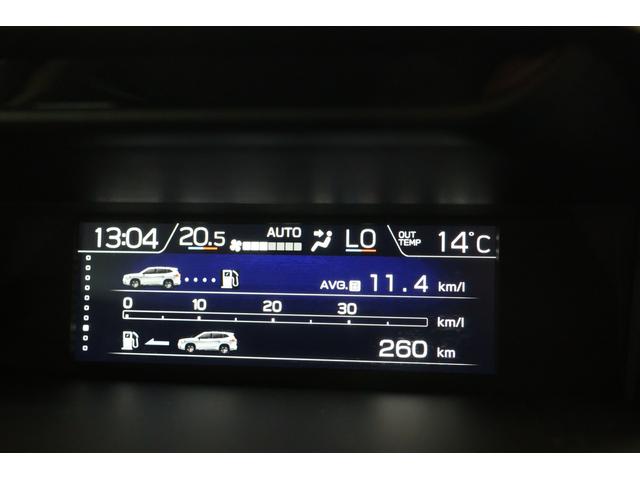 13:04 20.5 AUTO LO OUT TEMP 14°C
AVG. 11.4 km/l
0 10 20 30 km/l
260 km